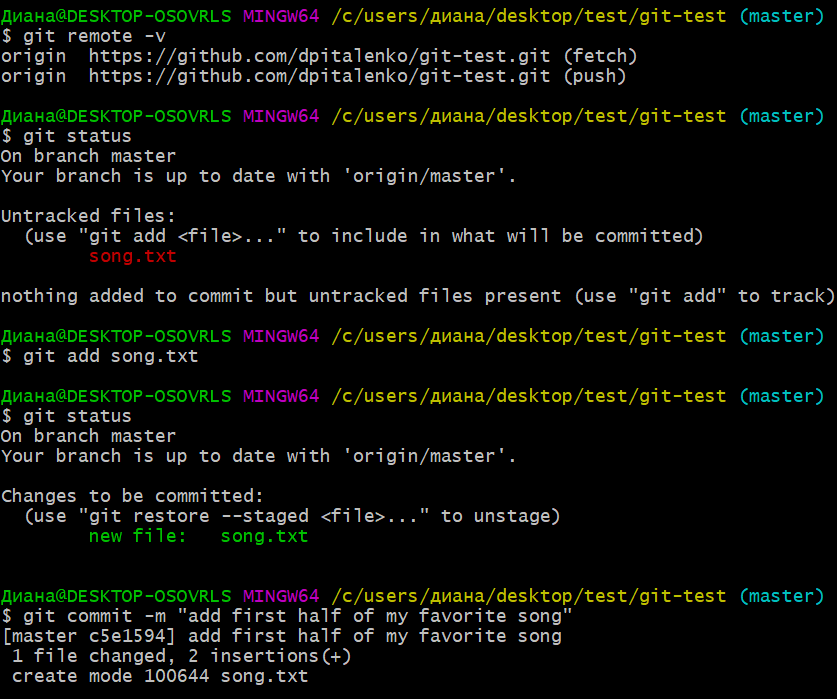 Диана@DESKTOP-OSOVRLS MINGW64 /c/users/диана/desktop/test/git-test (master)
$ git remote -v
origin  https://github.com/dpitalenko/git-test.git (fetch)
origin  https://github.com/dpitalenko/git-test.git (push)

Диана@DESKTOP-OSOVRLS MINGW64 /c/users/диана/desktop/test/git-test (master)
$ git status
On branch master
Your branch is up to date with 'origin/master'.

Untracked files:
  (use "git add <file>..." to include in what will be committed)
        song.txt

nothing added to commit but untracked files present (use "git add" to track)

Диана@DESKTOP-OSOVRLS MINGW64 /c/users/диана/desktop/test/git-test (master)
$ git add song.txt

Диана@DESKTOP-OSOVRLS MINGW64 /c/users/диана/desktop/test/git-test (master)
$ git status
On branch master
Your branch is up to date with 'origin/master'.

Changes to be committed:
  (use "git restore --staged <file>..." to unstage)
        new file:   song.txt

Диана@DESKTOP-OSOVRLS MINGW64 /c/users/диана/desktop/test/git-test (master)
$ git commit -m "add first half of my favorite song"
[master c5e1594] add first half of my favorite song
 1 file changed, 2 insertions(+)
 create mode 100644 song.txt